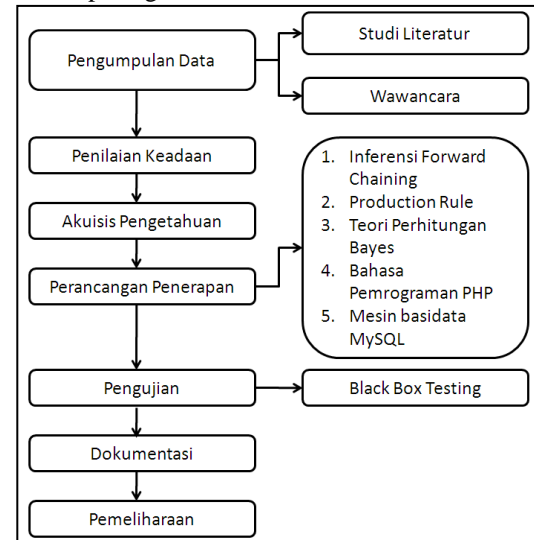 Pengumpulan Data
Studi Literatur
Wawancara
Penilaian Keadaan
Akuisis Pengetahuan
Perancangan Penerapan
1. Inferensi Forward
Chaining
2. Production Rule
3. Teori Perhitungan
Bayes
4. Bahasa
Pemrograman PHP
5. Mesin basidata
MySQL
Pengujian
Black Box Testing
Dokumentasi
Pemeliharaan